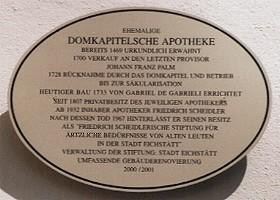 EHEMALIGE
DOMKAPITELSCHE APOTHEKE
BEREITS 1469 URKUNDLICH ERWÄHNT
1700 VERKAUF AN DEN LETZTEN PROVISOR
JOHANN FRANZ PALM
1728 RÜCKNAHME DURCH DAS DOMKAPITEL UND BETRIEB
BIS ZUR SÄKULARISATION
HEUTIGER BAU 1733 VON GABRIEL DE GABRIELI ERRICHTET
SEIT 1807 PRIVATBESITZ DES JEWEILIGEN APOTHEKERS
AB 1932 INHABER APOTHEKER FRIEDRICH SCHEIDLER
NACH DESSEN TOD 1967 HINTERLÄSST ER SEINEN BESITZ
ALS "FRIEDRICH SCHEIDLERISCHE STIFTUNG FÜR
ÄRTZLICHE BEDÜRFNISSE VON ALTEN LEUTEN
IN DER STADT EICHSTÄTT"
VERWALTUNG DER STIFTUNG: STADT EICHSTÄTT
UMFASSENDE GEBÄUDERENOVIERUNG
2000/2001